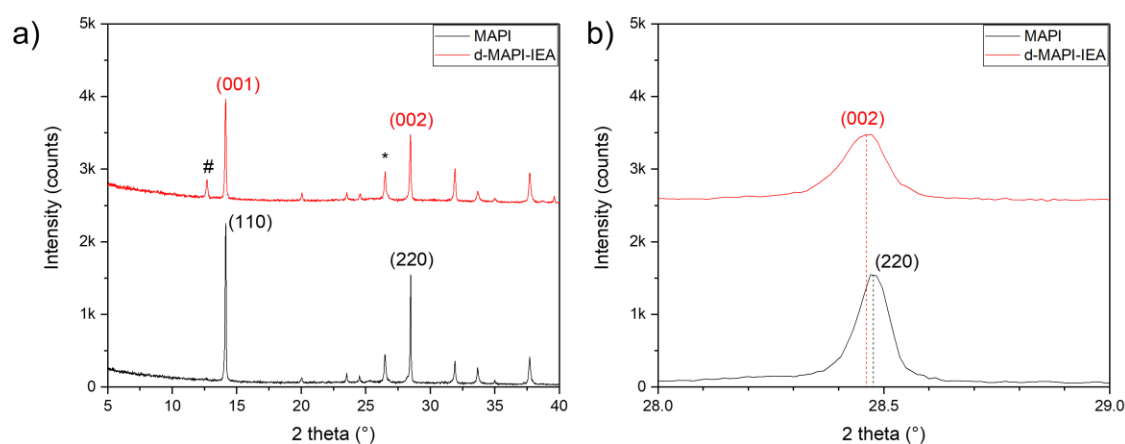 a)
5k
4k
3k
2k
1k
0
Intensity (counts)
MAPI
d-MAPI-IEA
(001)
(002)
#
*
(110)
(220)
5 10 15 20 25 30 35 40
2 theta (°)
b)
5k
4k
3k
2k
1k
0
Intensity (counts)
MAPI
d-MAPI-IEA
(002)
(220)
28.0 28.5 29.0
2 theta (°)